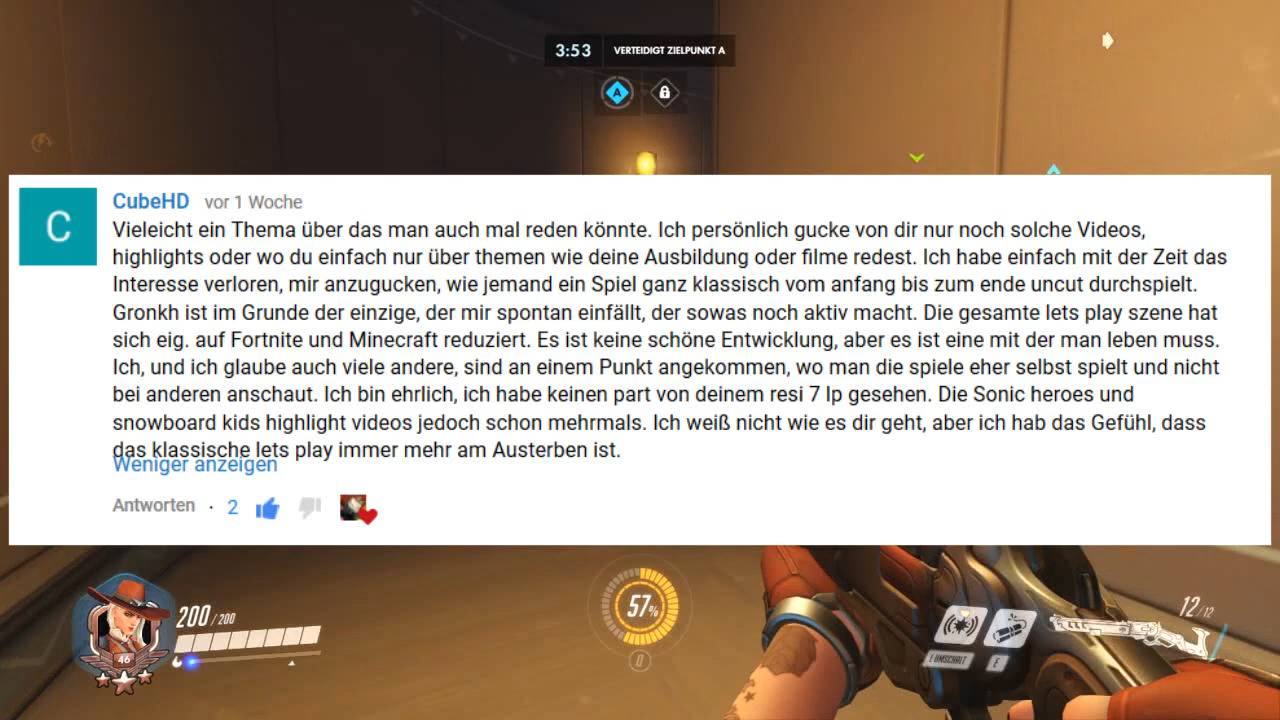 3:53 VERTEIDIGT ZIELPUNKT A
A
C
CubeHD vor 1 Woche
Vieleicht ein Thema über das man auch mal reden könnte. Ich persönlich gucke von dir nur noch solche Videos,
highlights oder wo du einfach nur über themen wie deine Ausbildung oder filme redest. Ich habe einfach mit der Zeit das
Interesse verloren, mir anzugucken, wie jemand ein Spiel ganz klassisch vom anfang bis zum ende uncut durchspielt.
Gronkh ist im Grunde der einzige, der mir spontan einfällt, der sowas noch aktiv macht. Die gesamte lets play szene hat
sich eig. auf Fortnite und Minecraft reduziert. Es ist keine schöne Entwicklung, aber es ist eine mit der man leben muss.
Ich, und ich glaube auch viele andere, sind an einem Punkt angekommen, wo man die spiele eher selbst spielt und nicht
bei anderen anschaut. Ich bin ehrlich, ich habe keinen part von deinem resi 7 lp gesehen. Die Sonic heroes und
snowboard kids highlight videos jedoch schon mehrmals. Ich weiß nicht wie es dir geht, aber ich hab das Gefühl, dass
das klassische lets play immer mehr am Austerben ist.
Weniger anzeigen
Antworten · 2
200/200
46
57%
0
L UMSCHALT
E
12/12